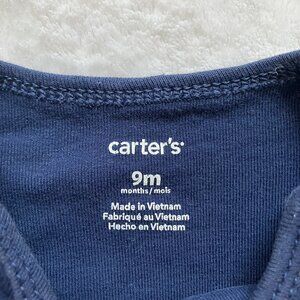 carter's
9m
months/mois
Made in Vietnam
Fabriqué au Vietnam
Hecho en Vietnam